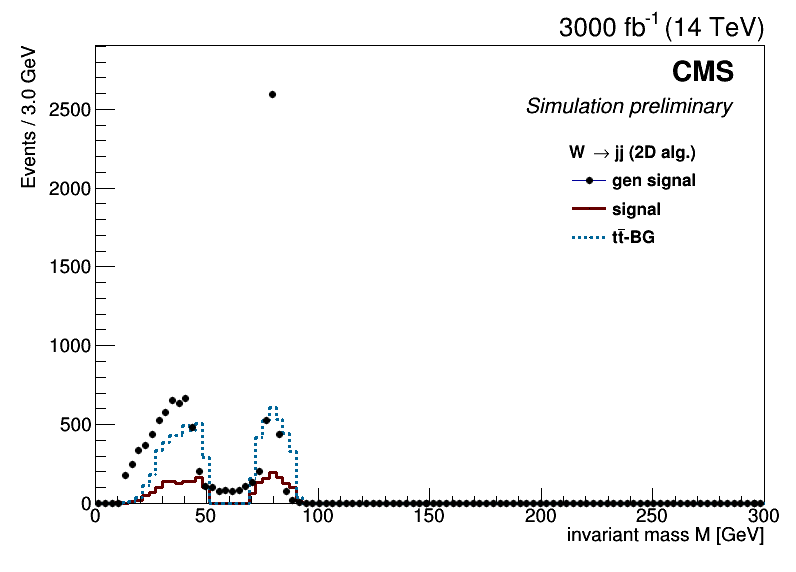 3000 fb⁻¹ (14 TeV)
Events / 3.0 GeV
CMS
Simulation preliminary
W → jj (2D alg.)
gen signal
signal
tt̄-BG
2500
2000
1500
1000
500
0
0 50 100 150 200 250 300
invariant mass M [GeV]